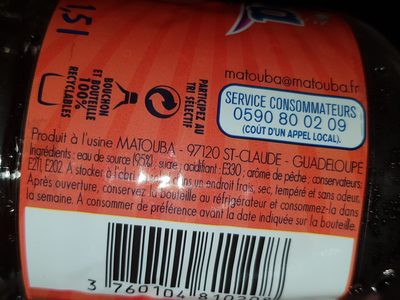 1,5 l
BOUCHON
ET BOUTEILLE
100%
RECYCLABLES
PARTICIPEZ AU
TRI SÉLECTIF
matouba@matouba.fr
SERVICE CONSOMMATEURS
0590 80 02 09
(COÛT D'UN APPEL LOCAL).
Produit à l'usine MATOUBA - 97120 ST-CLAUDE - GUADELOUPE
Ingrédients : eau de source (95%), sucre, acidifiant : E330, arôme de pêche, conservateurs:
E211, E202. A stocker à l'abri dans un endroit frais, sec, tempéré et sans odeur.
Après ouverture, conservez la bouteille au réfrigérateur et consommez-la dans
la semaine. A consommer de préférence avant la date indiquée sur la bouteille.
3 760104